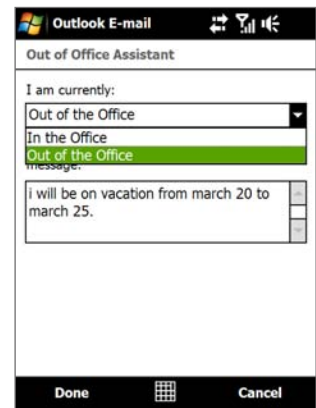 Outlook E-mail
Out of Office Assistant
I am currently:
Out of the Office
In the Office
Out of the Office
message:
i will be on vacation from march 20 to
march 25.
Done Cancel